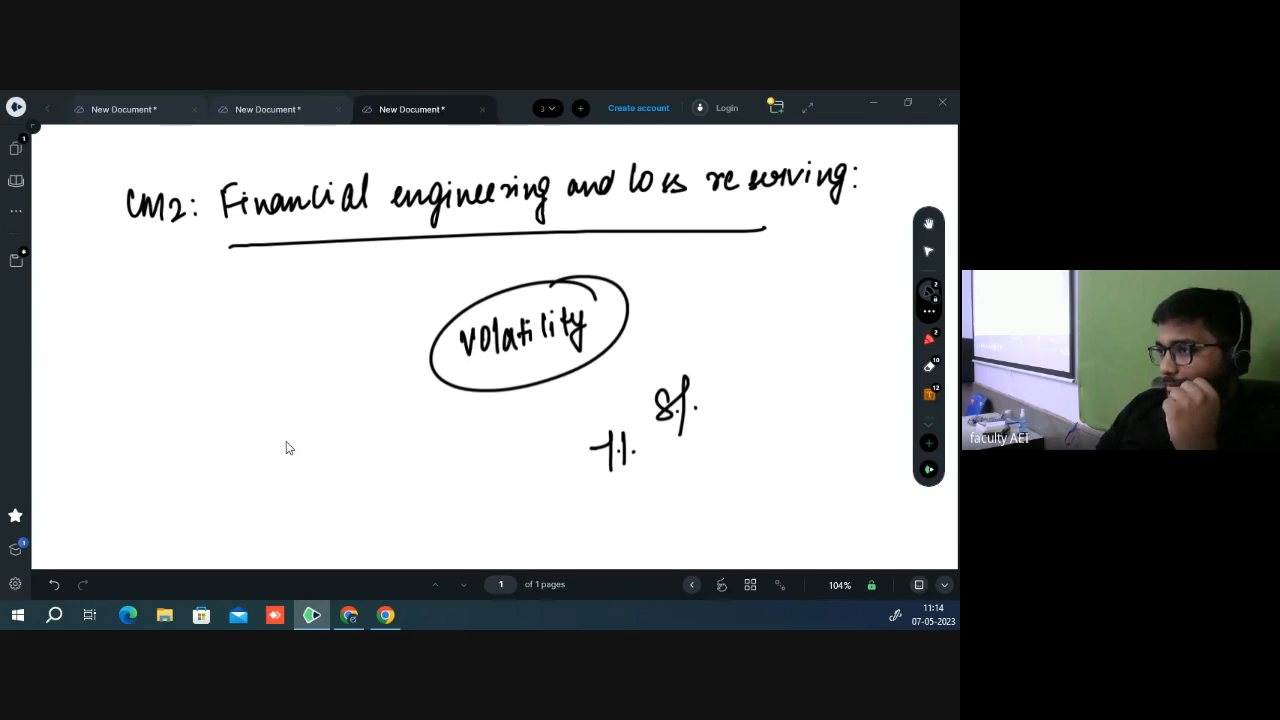 New Document * New Document * New Document * 3 Create account Login
CM2: Financial engineering and loss reserving:
volatility
8%.
7%.
faculty AEI
1 of 1 pages 104%
11:14
07-05-2023